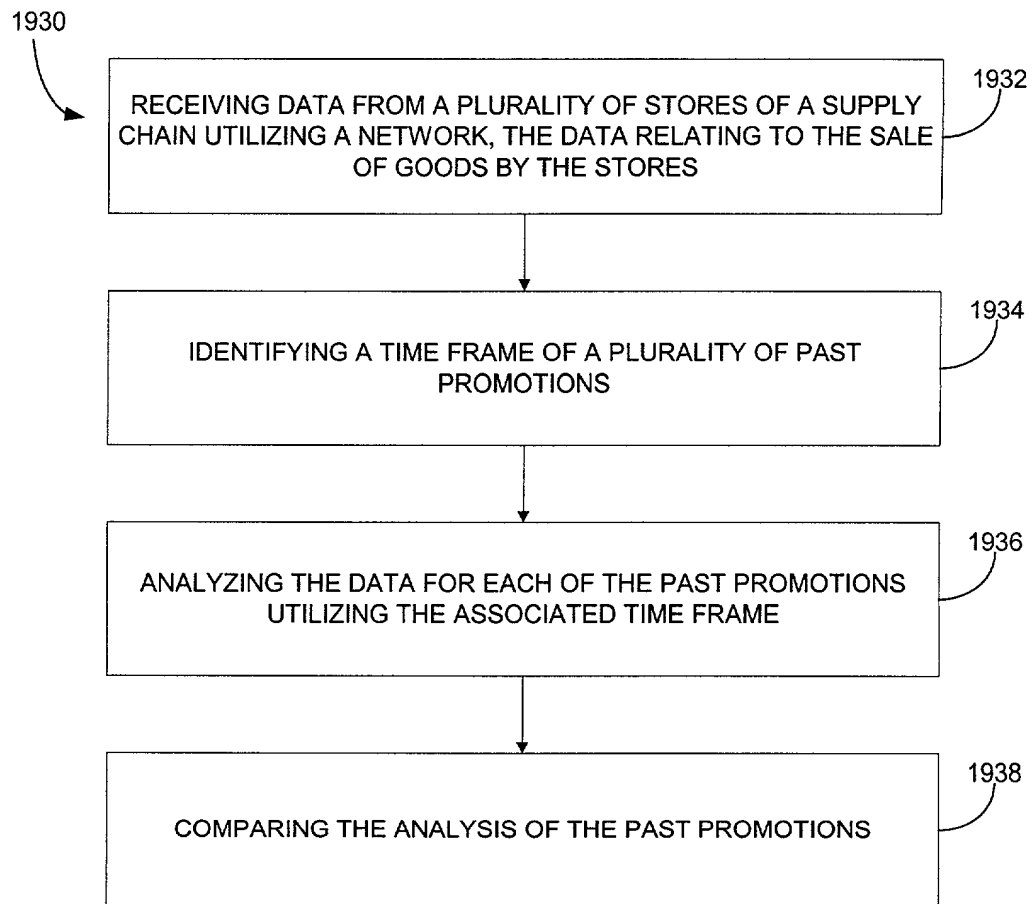 1930
1932
RECEIVING DATA FROM A PLURALITY OF STORES OF A SUPPLY
CHAIN UTILIZING A NETWORK, THE DATA RELATING TO THE SALE
OF GOODS BY THE STORES
1934
IDENTIFYING A TIME FRAME OF A PLURALITY OF PAST
PROMOTIONS
1936
ANALYZING THE DATA FOR EACH OF THE PAST PROMOTIONS
UTILIZING THE ASSOCIATED TIME FRAME
1938
COMPARING THE ANALYSIS OF THE PAST PROMOTIONS